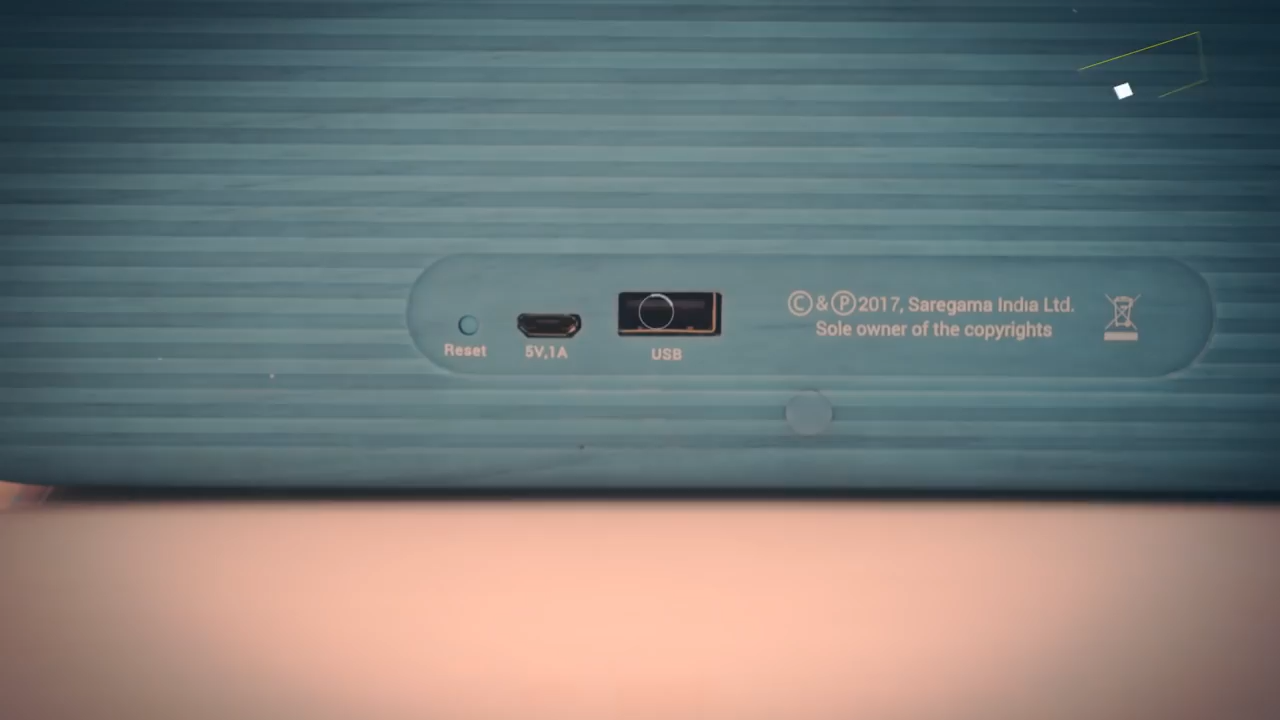 Ⓒ & Ⓟ 2017, Saregama India Ltd.
Sole owner of the copyrights
Reset
5V,1A
USB